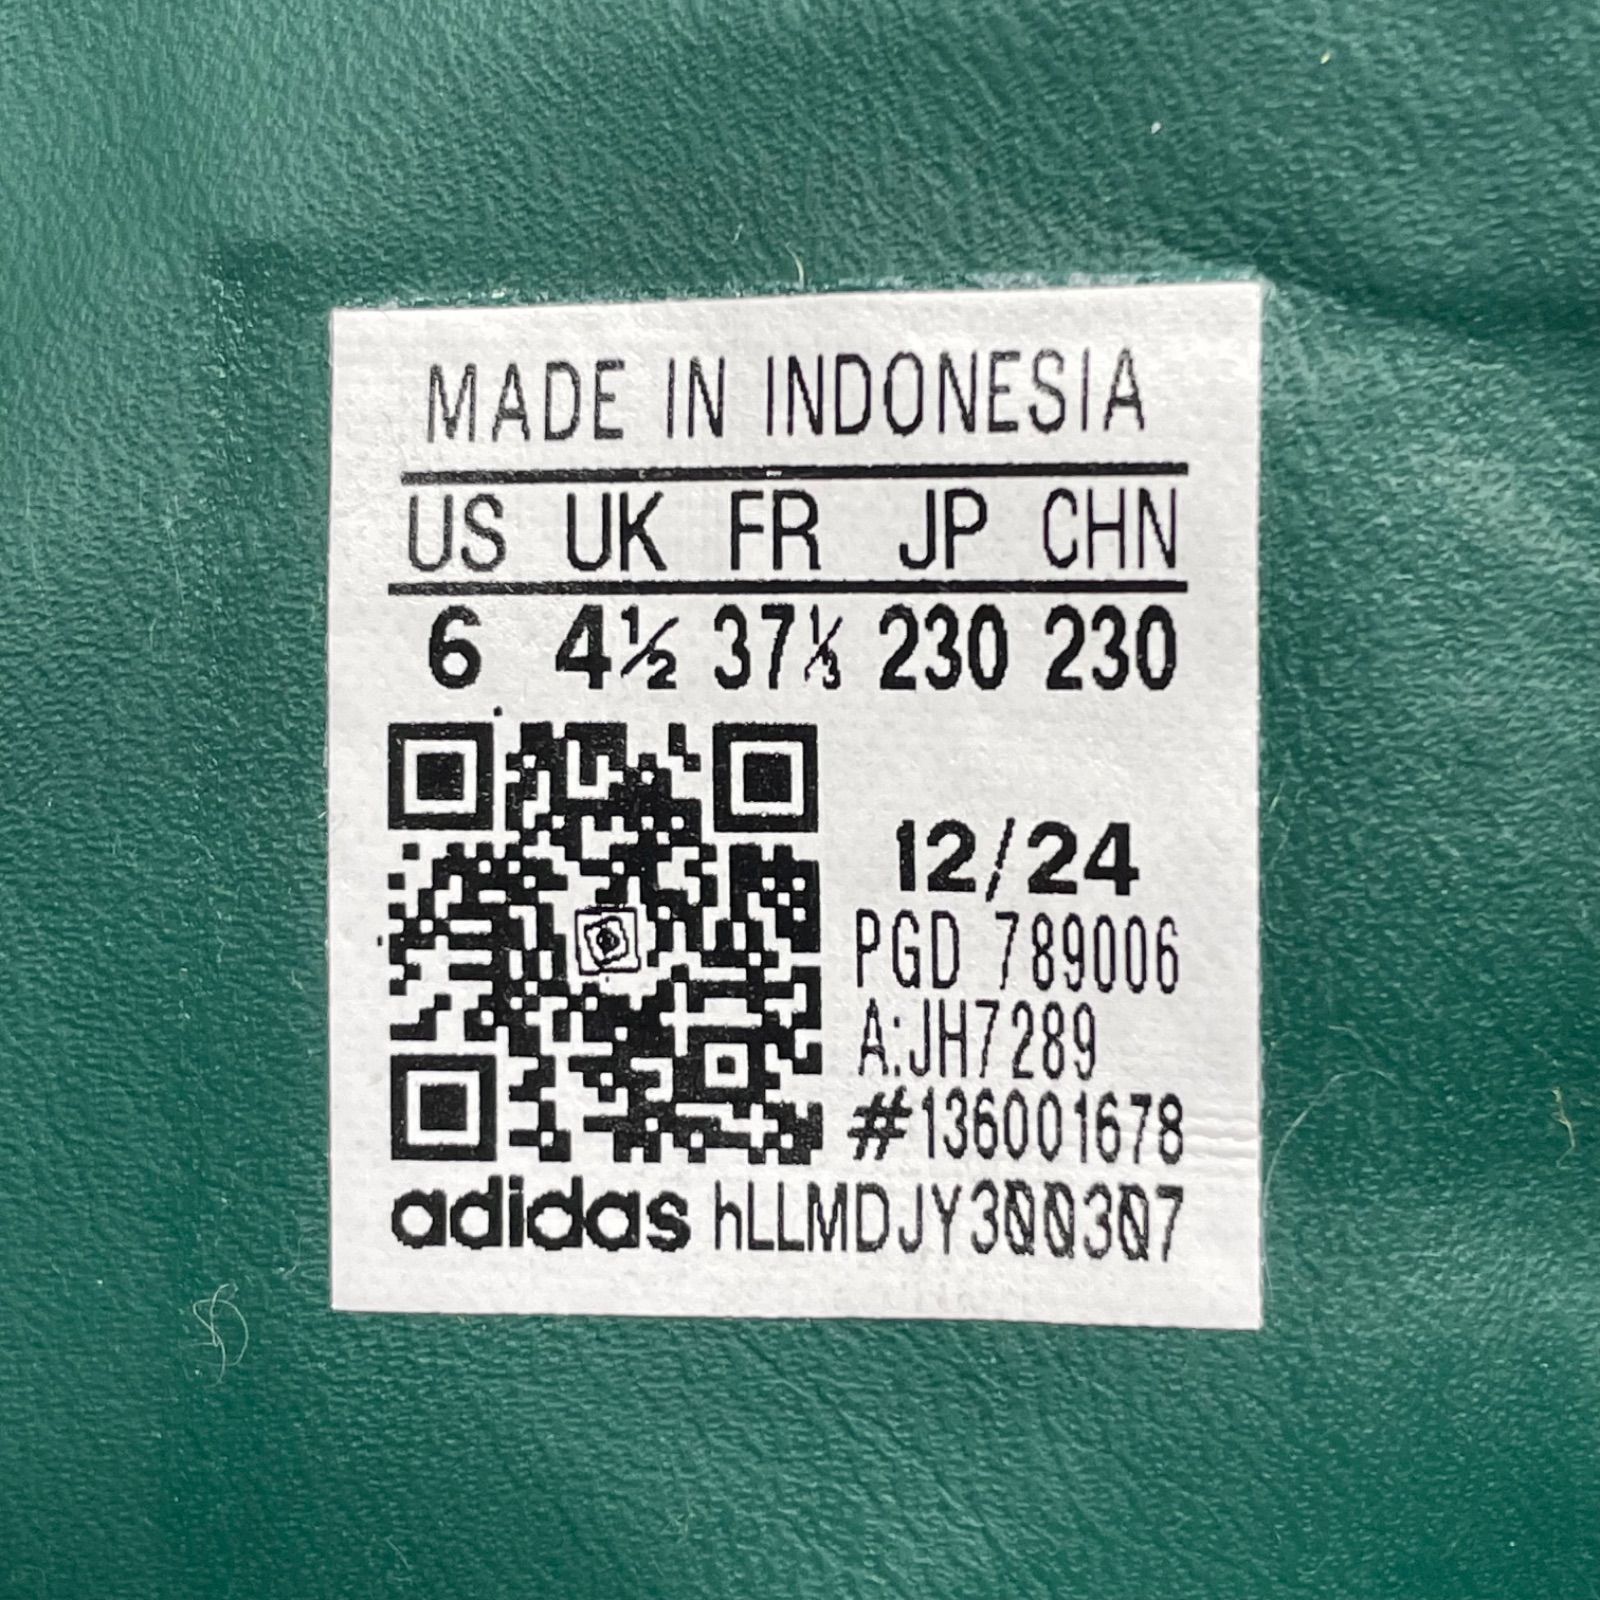 MADE IN INDONESIA
US UK FR JP CHN
6 4½ 37⅓ 230 230
12/24
PGD 789006
A:JH7289
#136001678
adidas hLLMDJY300307